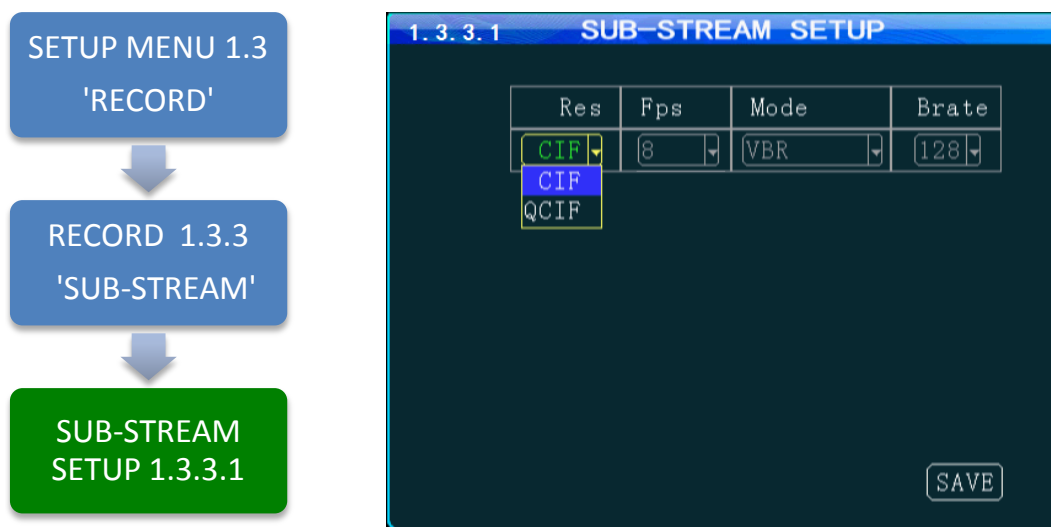 SETUP MENU 1.3
'RECORD'
RECORD 1.3.3
'SUB-STREAM'
SUB-STREAM
SETUP 1.3.3.1
1.3.3.1 SUB-STREAM SETUP
Res Fps Mode Brate
CIF 8 VBR 128
CIF
QCIF
SAVE